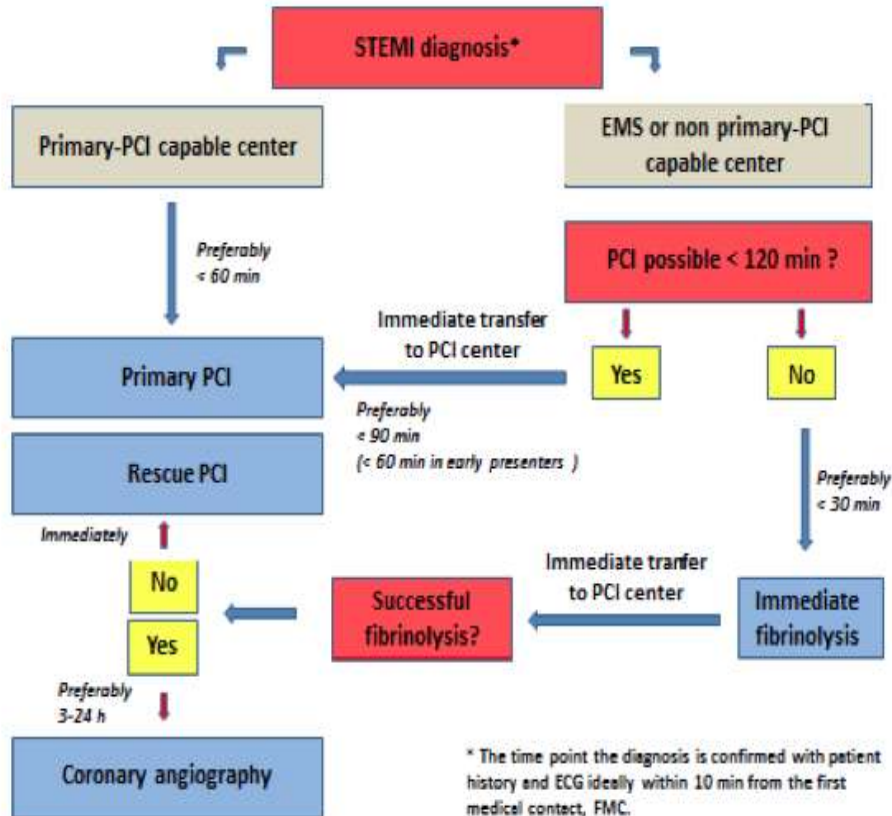 STEMI diagnosis*
Primary-PCI capable center
EMS or non primary-PCI
capable center
Preferably
< 60 min
PCI possible < 120 min ?
Immediate transfer
to PCI center
Yes
No
Primary PCI
Preferably
< 90 min
(< 60 min in early presenters )
Rescue PCI
Preferably
< 30 min
Immediately
No
Yes
Successful
fibrinolysis?
Immediate tranfer
to PCI center
Immediate
fibrinolysis
Preferably
3-24 h
Coronary angiography
* The time point the diagnosis is confirmed with patient
history and ECG ideally within 10 min from the first
medical contact, FMC.